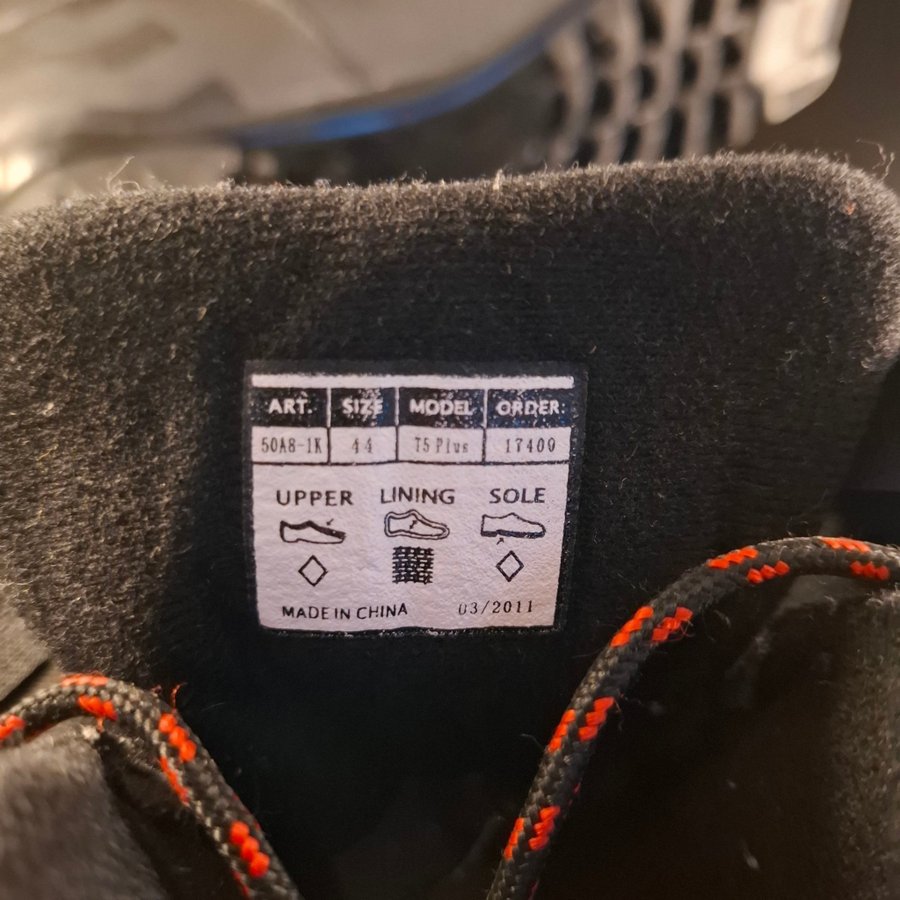 ART. SIZE MODEL ORDER:
50A8-1K 44 T5 Plus 17400
UPPER LINING SOLE
MADE IN CHINA 03/2011